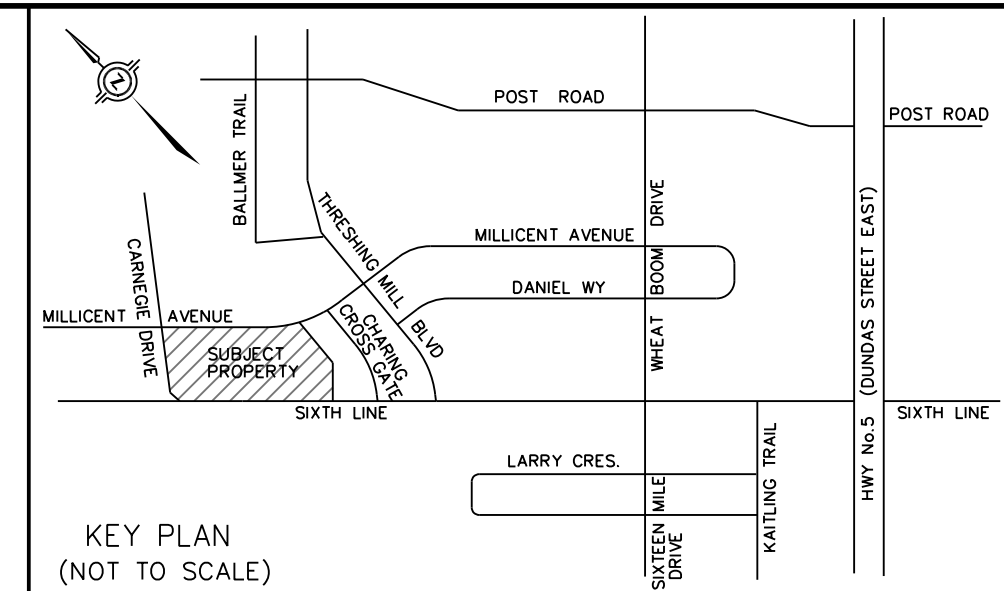 N
POST ROAD
POST ROAD
BALLMER TRAIL
THRESHING MILL BLVD
MILLICENT AVENUE
DANIEL WY
WHEAT BOOM DRIVE
HWY No.5 (DUNDAS STREET EAST)
CARNEGIE DRIVE
MILLICENT AVENUE
SUBJECT
PROPERTY
CHARING
CROSS GATE
SIXTH LINE
SIXTH LINE
LARRY CRES.
SIXTEEN MILE
DRIVE
KAITLING TRAIL
KEY PLAN
(NOT TO SCALE)